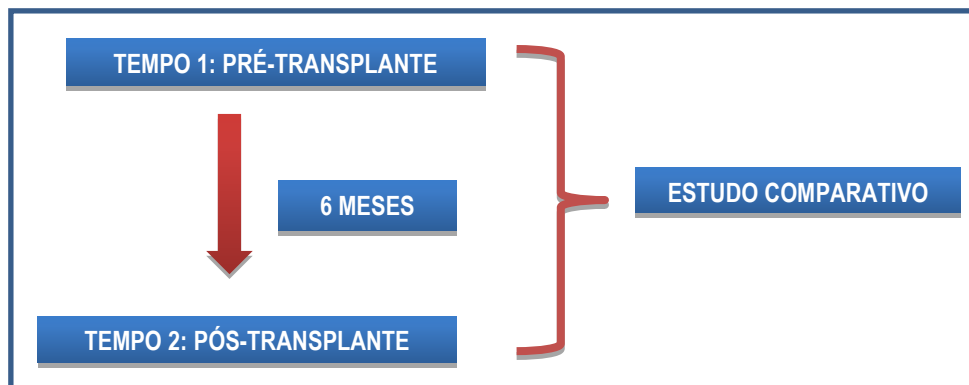 TEMPO 1: PRÉ-TRANSPLANTE
6 MESES
ESTUDO COMPARATIVO
TEMPO 2: PÓS-TRANSPLANTE